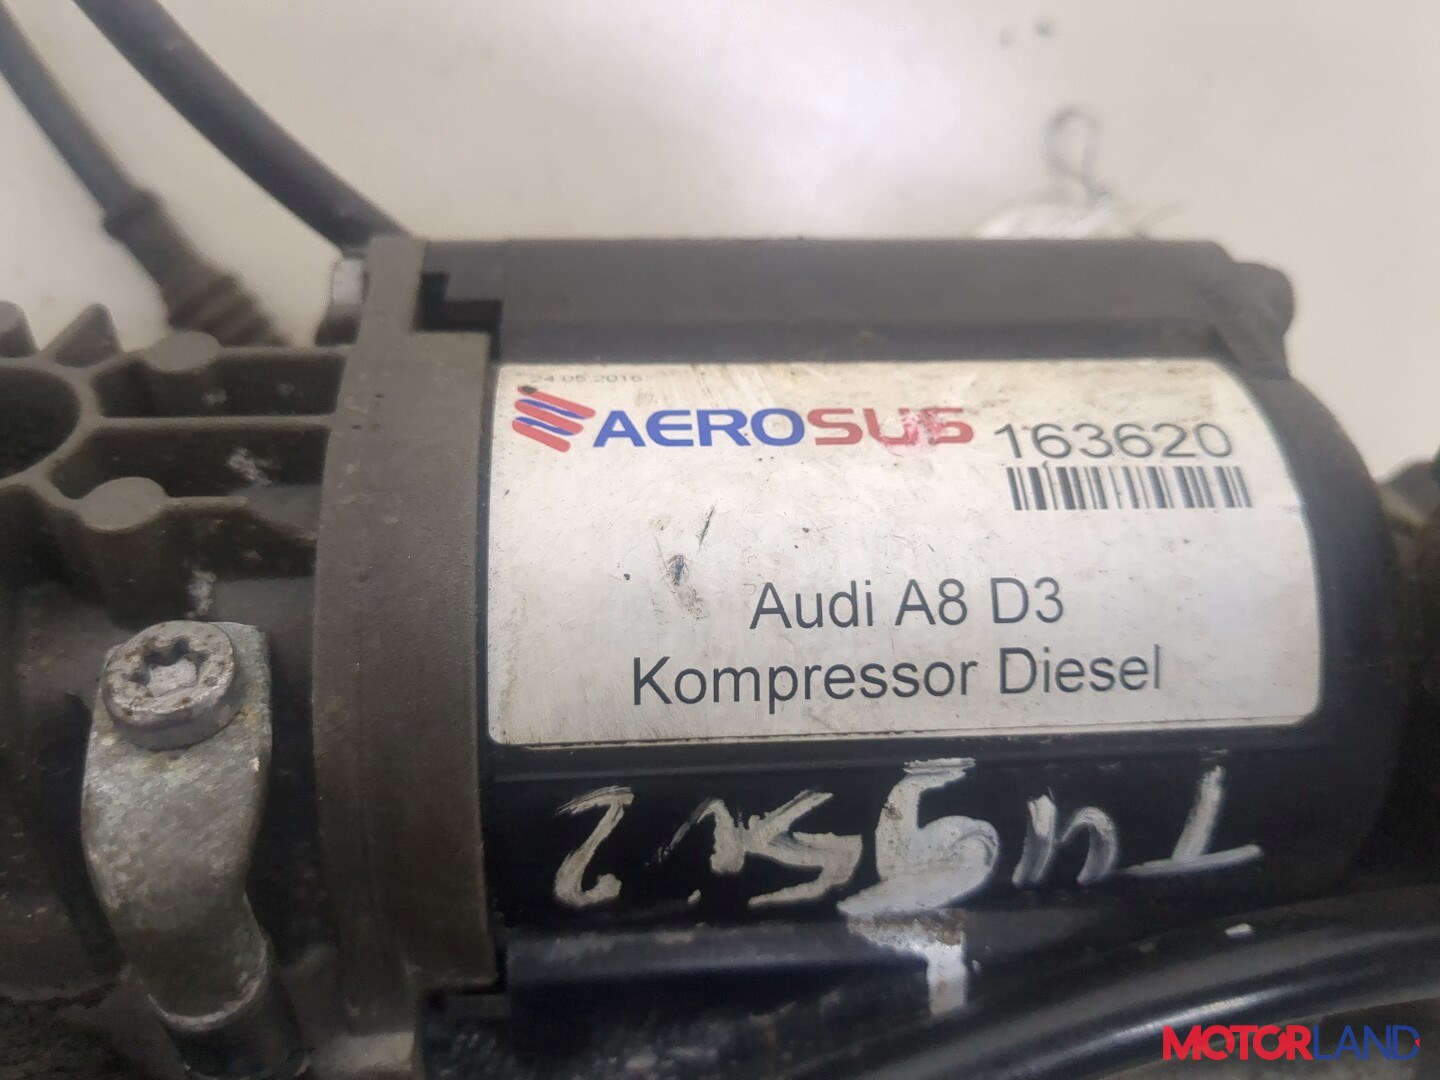 24.05.2016
AEROSUS 163620
Audi A8 D3
Kompressor Diesel
MOTORLAND